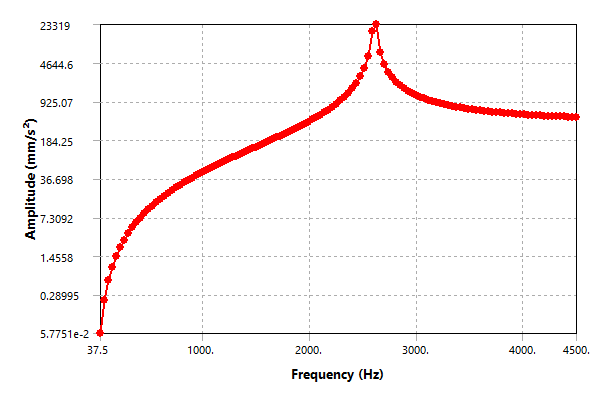 23319
4644.6
925.07
184.25
36.698
7.3092
1.4558
0.28995
5.7751e-2
Amplitude (mm/s²)
37.5 1000. 2000. 3000. 4000. 4500.
Frequency (Hz)